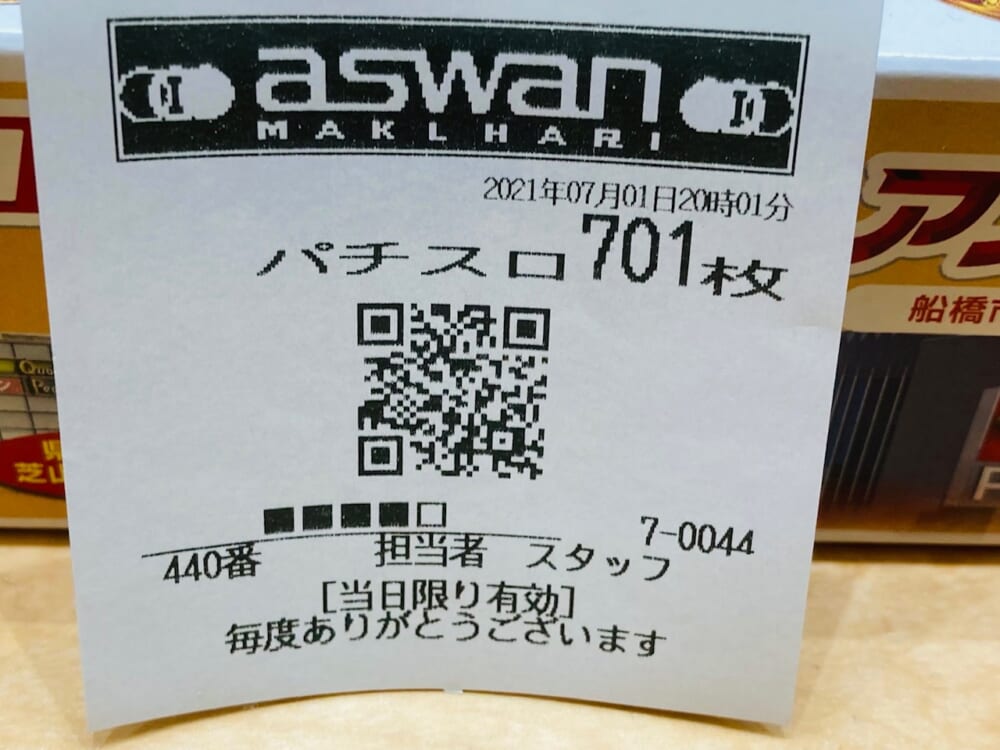 aswan
MAKUHARI
2021年07月01日20時01分
パチスロ701枚
7-0044
440番 担当者 スタッフ
[当日限り有効]
毎度ありがとうございます
船橋市